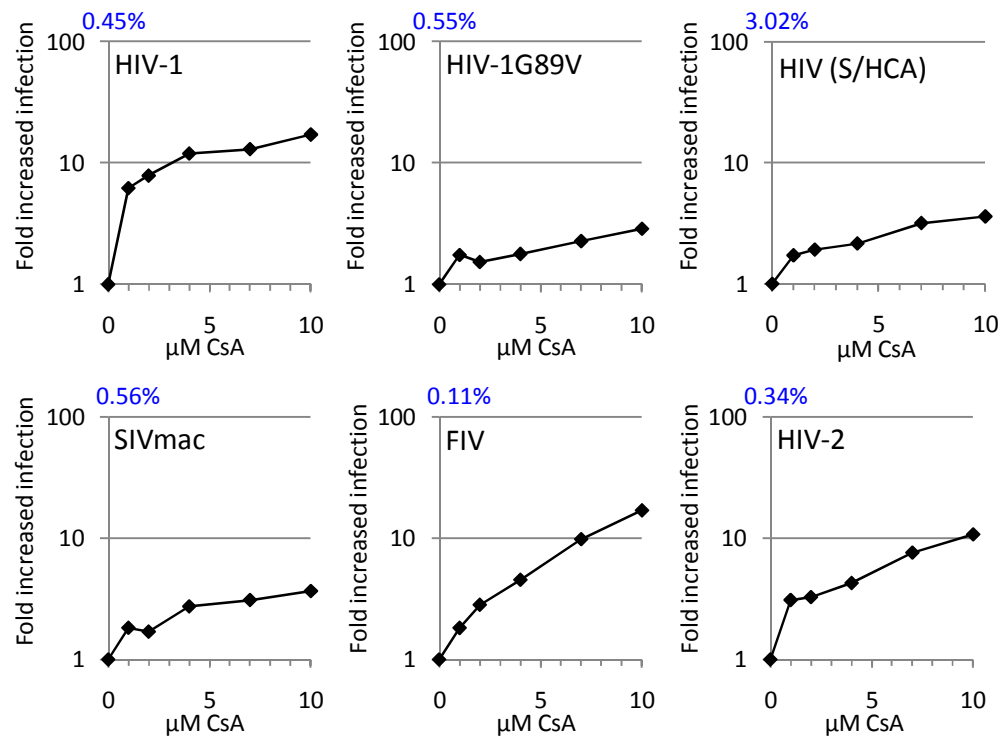 0.45%
100
HIV-1
10
1
0
5
10
Fold increased infection
µM CsA
0.55%
100
HIV-1G89V
10
1
0
5
10
Fold increased infection
µM CsA
3.02%
100
HIV (S/HCA)
10
1
0
5
10
Fold increased infection
µM CsA
0.56%
100
SIVmac
10
1
0
5
10
Fold increased infection
µM CsA
0.11%
100
FIV
10
1
0
5
10
Fold increased infection
µM CsA
0.34%
100
HIV-2
10
1
0
5
10
Fold increased infection
µM CsA